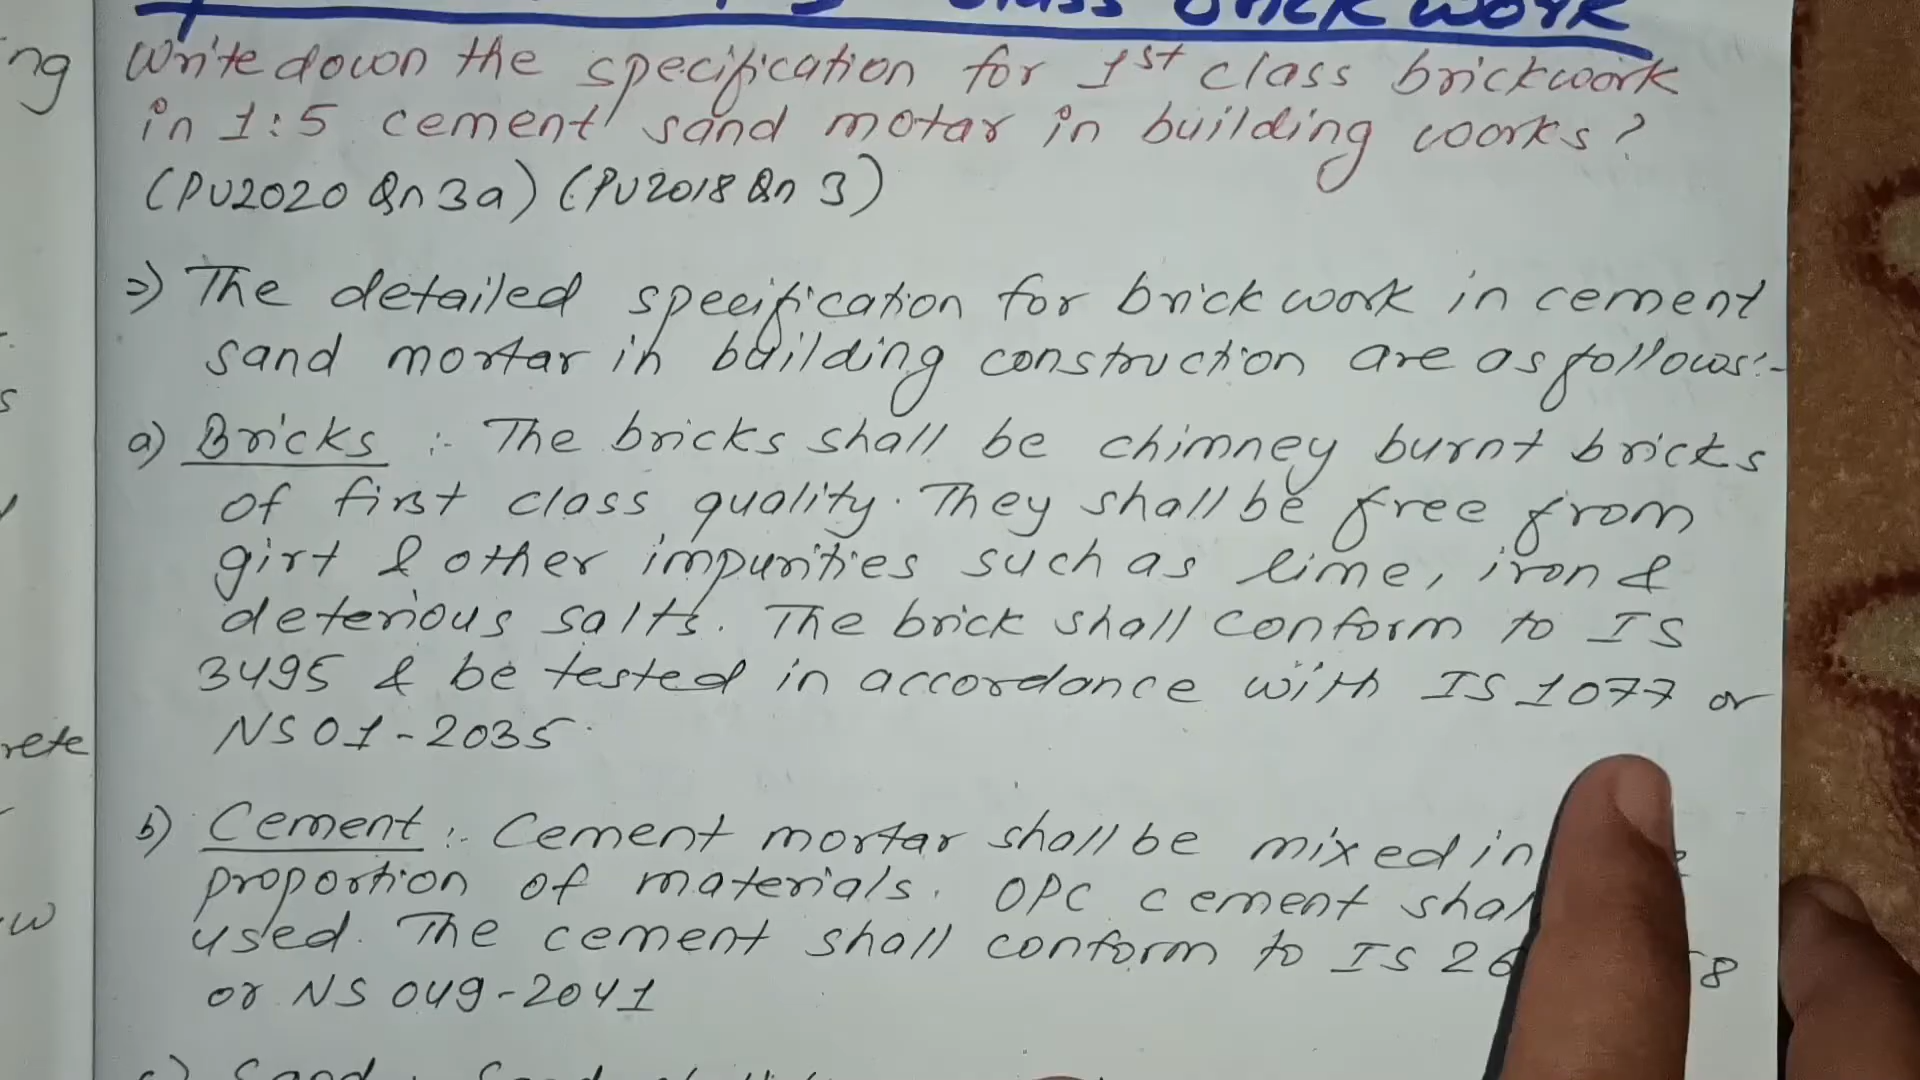 class brickwork
ng
Write down the specification for 1st class brickwork
in 1:5 cement sand motar in building works?
(PU2020 Qn 3a) (PU2018 Qn 3)
=> The detailed specification for brick work in cement
sand mortar in building construction are as follows:-
s
a) Bricks :- The bricks shall be chimney burnt bricks
of first class quality. They shall be free from
girt & other impurities such as lime, iron &
deterious salts. The brick shall conform to IS
3495 & be tested in accordance with IS 1077 or
NS 01-2035.
rete
b) Cement :- Cement mortar shall be mixed in
proportion of materials. OPC cement
w
used. The cement shall conform to IS
or NS 049-2041
c) Sand :